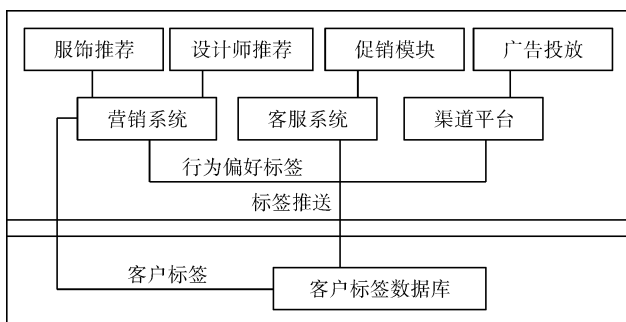 服饰推荐
设计师推荐
促销模块
广告投放
营销系统
客服系统
渠道平台
行为偏好标签
标签推送
客户标签
客户标签数据库